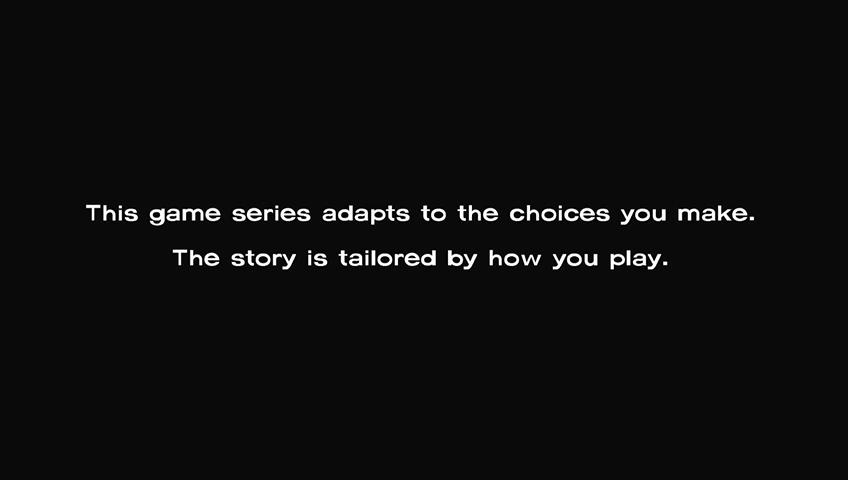 This game series adapts to the choices you make.
The story is tailored by how you play.